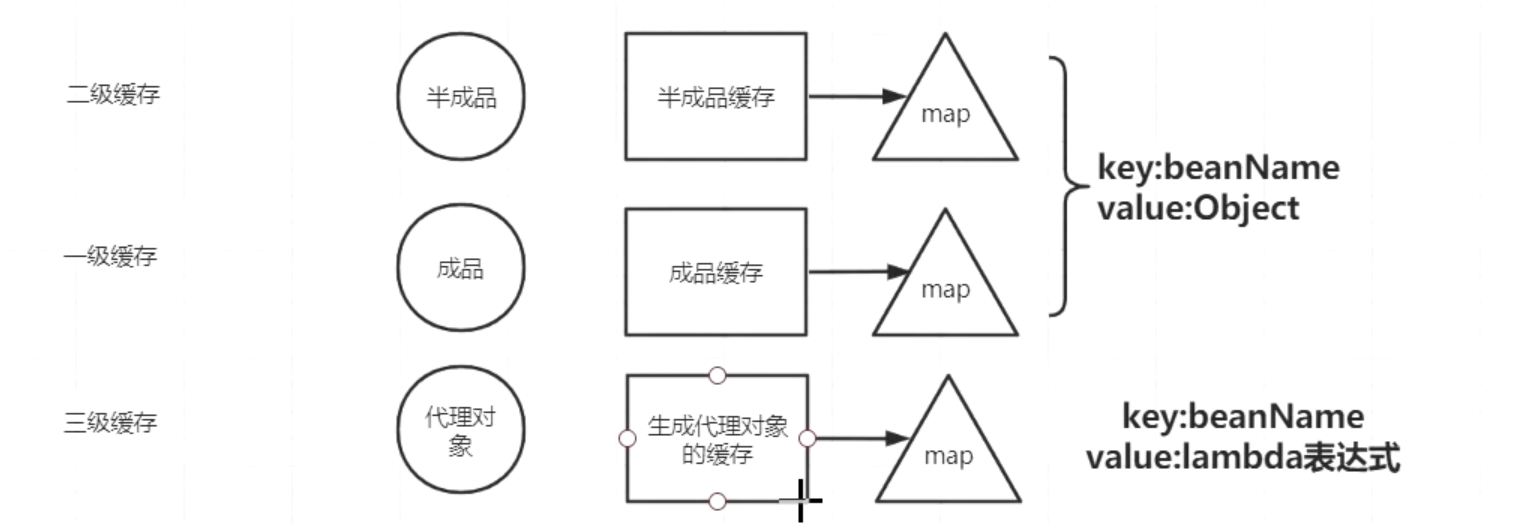 二级缓存
半成品
半成品缓存
map
key:beanName
value:Object
一级缓存
成品
成品缓存
map
三级缓存
代理对
象
生成代理对象
的缓存
map
key:beanName
value:lambda表达式